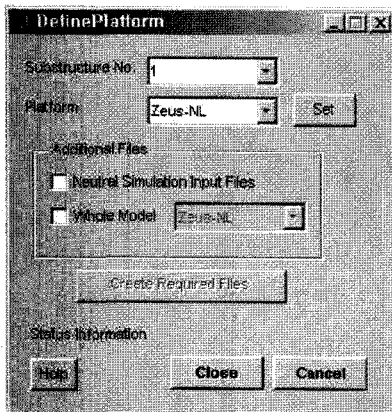 DefinePlatform
Substructure No. 1
Platform Zeus-NL Set
Additional Files
Neutral Simulation Input Files
Whole Model Zeus-NL
Create Required Files
Status Information
Help Close Cancel